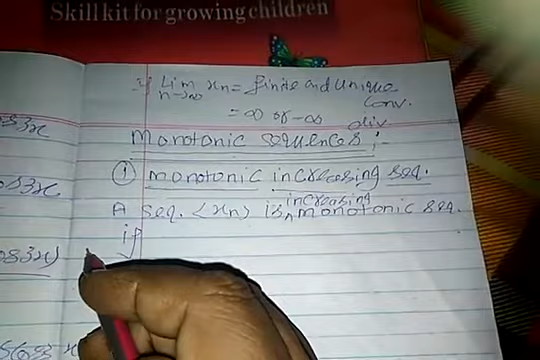 Skill kit for growing children
if Lim xn = finite and unique
n→∞
conv.
= ∞ or -∞
div
Monotonic sequences :-
① monotonic increasing seq.
increasing
A seq. <xn> is ^ monotonic seq.
if